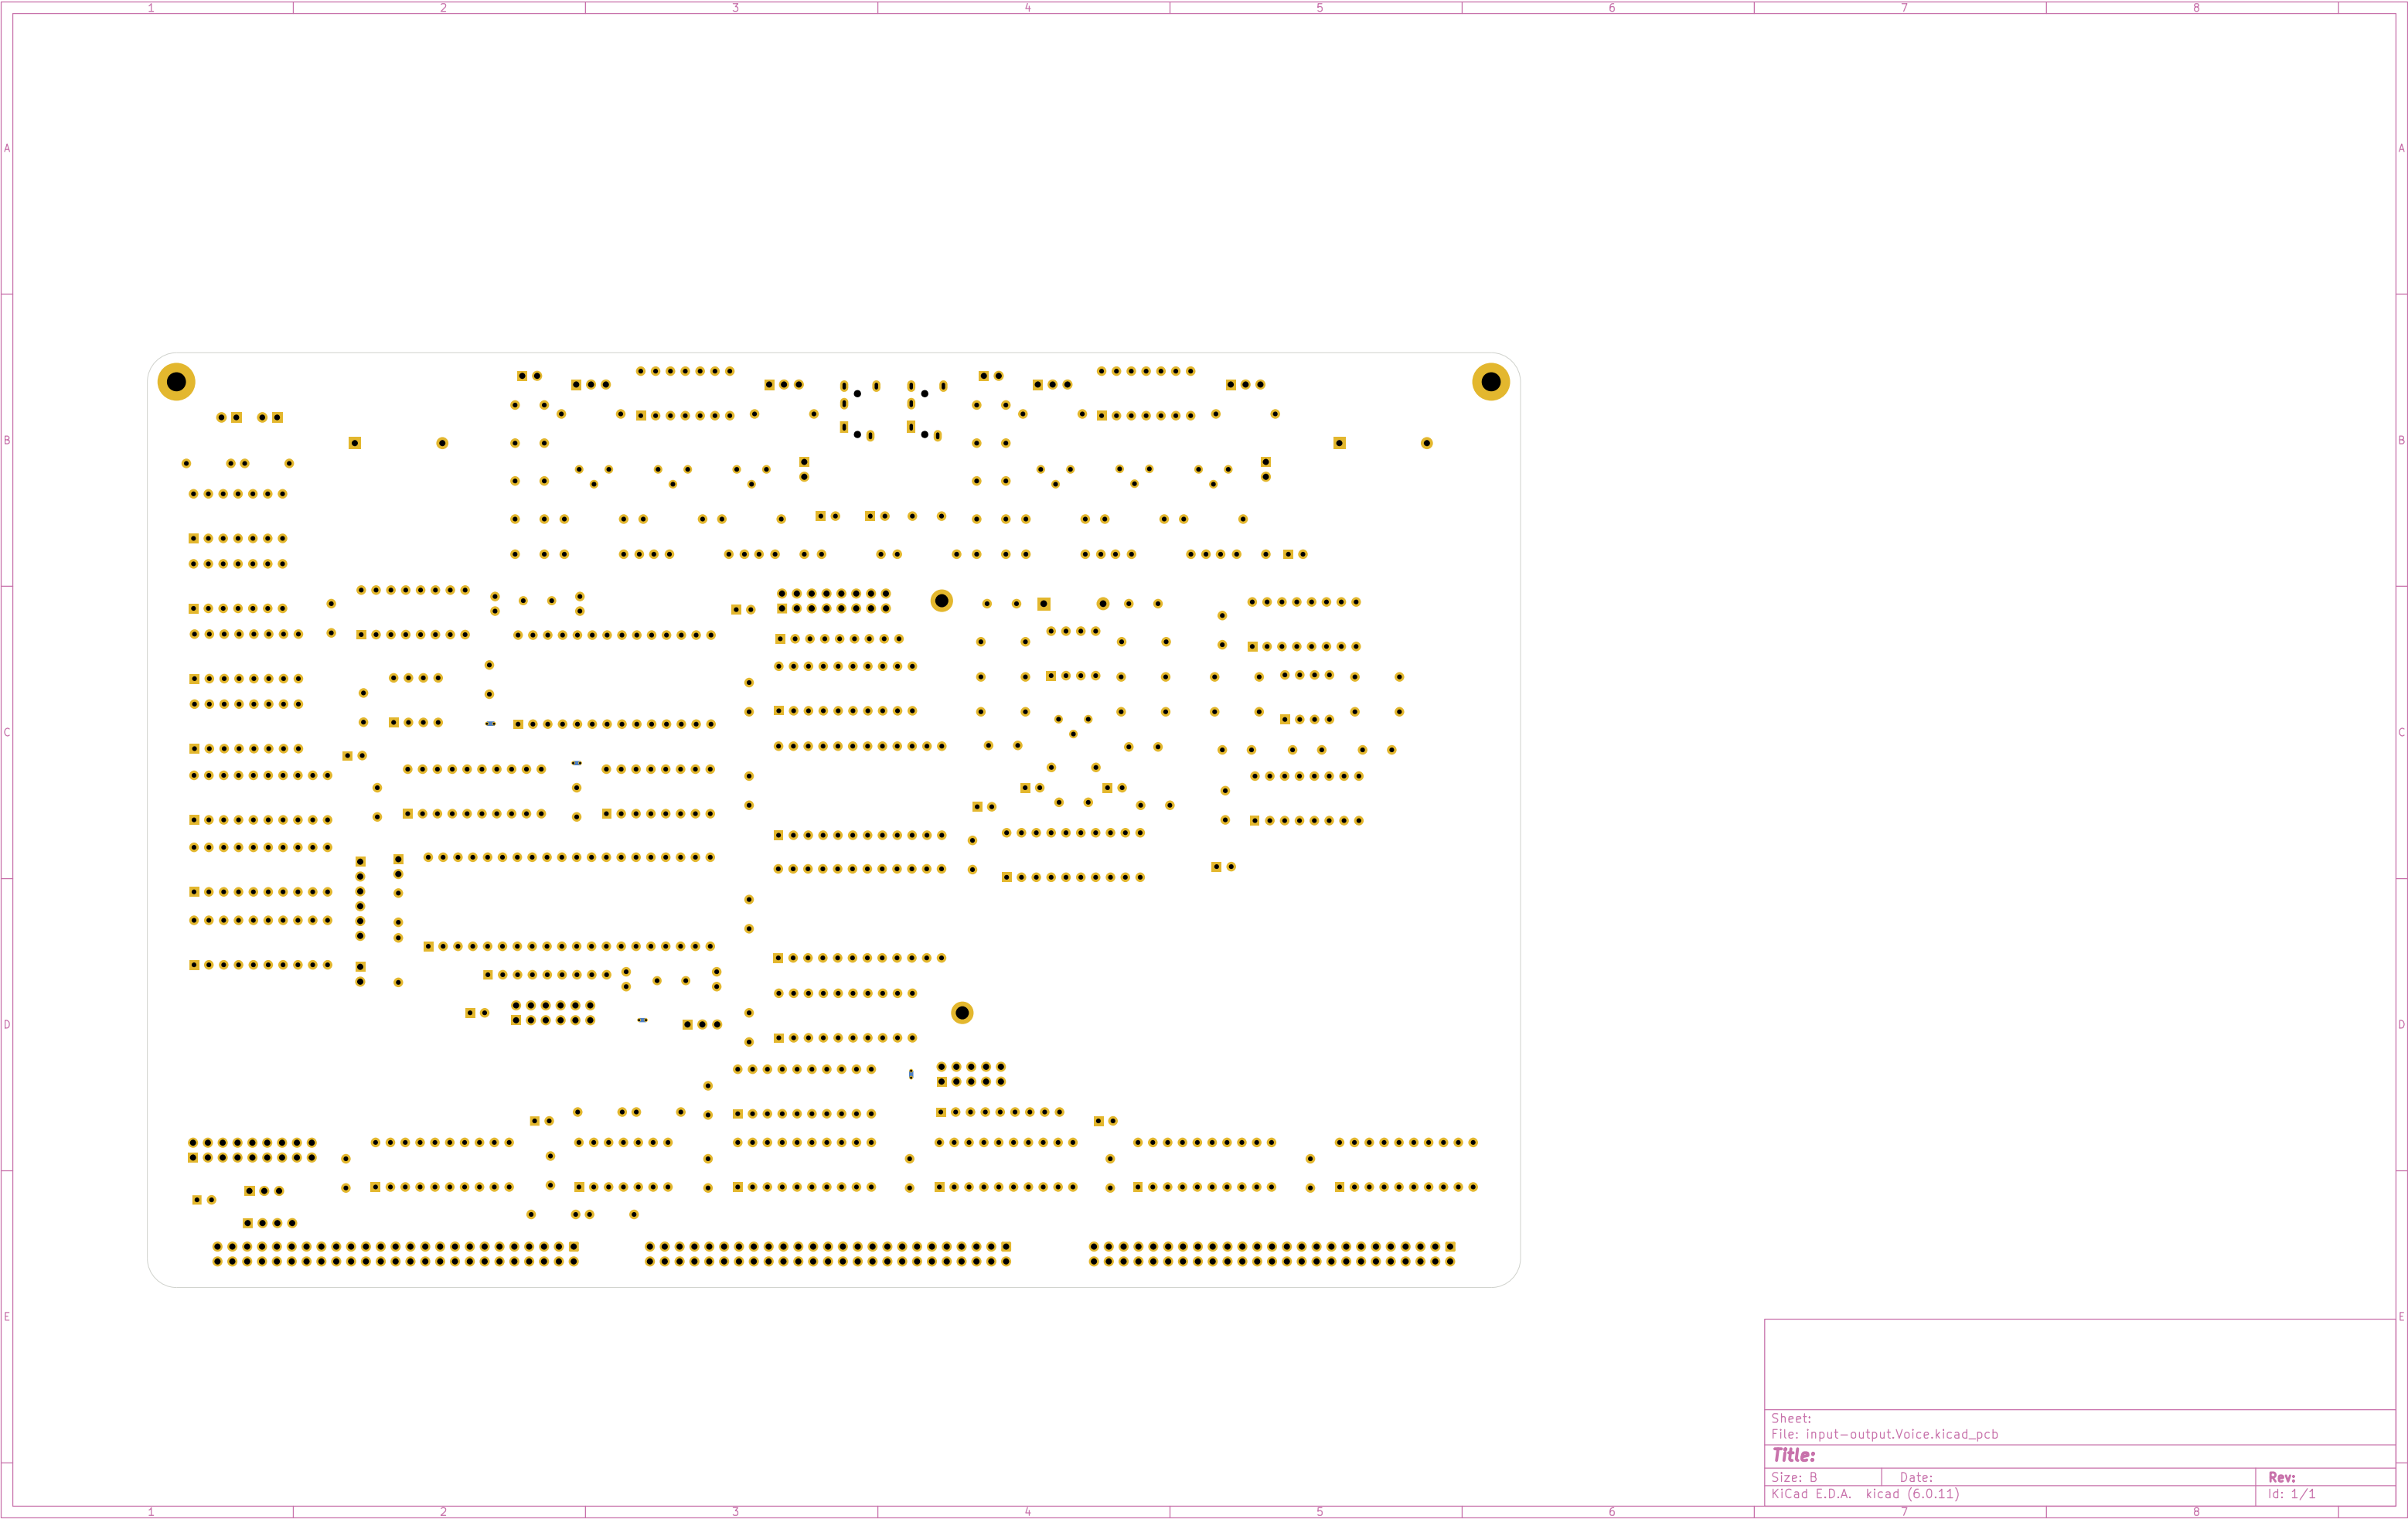 1 2 3 4 5 6 7 8
A A
B B
C C
D D
E E
Sheet:
File: input-output.Voice.kicad_pcb
Title:
Size: B Date: Rev:
KiCad E.D.A. kicad (6.0.11) Id: 1/1
1 2 3 4 5 6 7 8